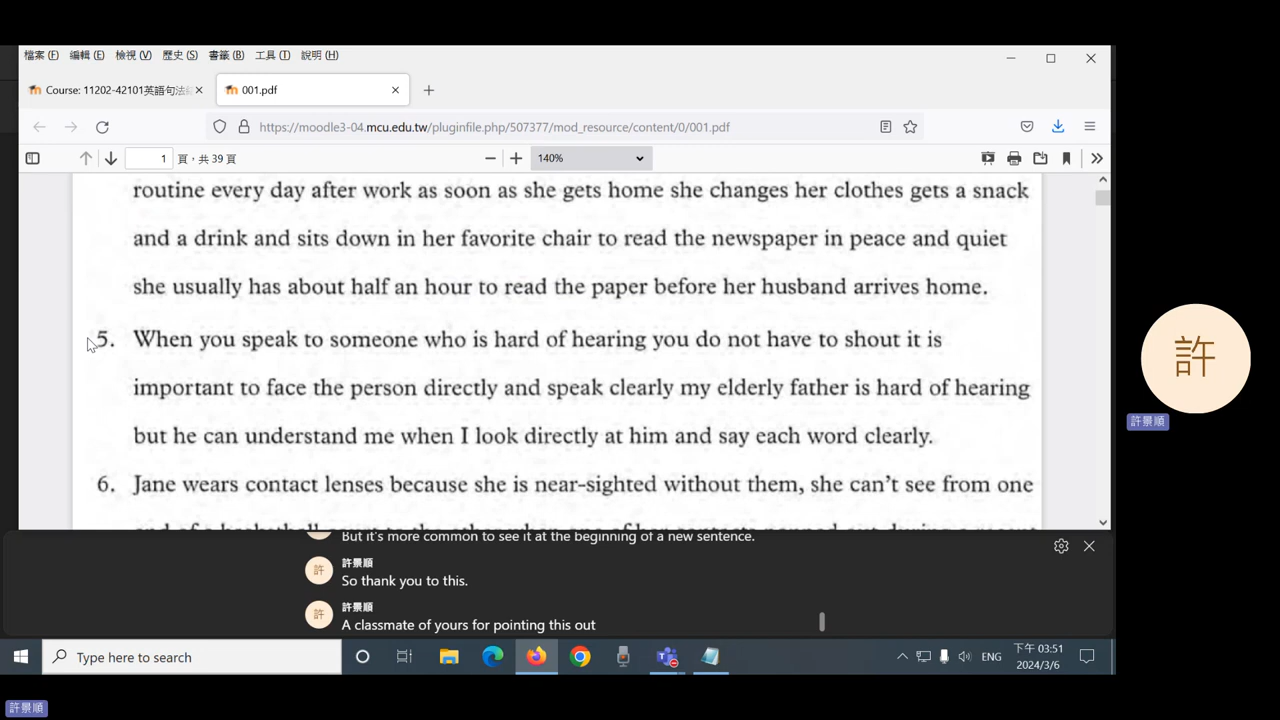 檔案(F) 編輯(E) 檢視(V) 歷史(S) 書籤(B) 工具(T) 說明(H)
Course: 11202-42101英語句法
001.pdf
https://moodle3-04.mcu.edu.tw/pluginfile.php/507377/mod_resource/content/0/001.pdf
1 頁，共 39 頁
140%
routine every day after work as soon as she gets home she changes her clothes gets a snack
and a drink and sits down in her favorite chair to read the newspaper in peace and quiet
she usually has about half an hour to read the paper before her husband arrives home.
5. When you speak to someone who is hard of hearing you do not have to shout it is
important to face the person directly and speak clearly my elderly father is hard of hearing
but he can understand me when I look directly at him and say each word clearly.
6. Jane wears contact lenses because she is near-sighted without them, she can't see from one
許
許景順
But it's more common to see it at the beginning of a new sentence.
許景順
許
So thank you to this.
許景順
許
A classmate of yours for pointing this out
Type here to search
ENG
下午 03:51
2024/3/6
許景順